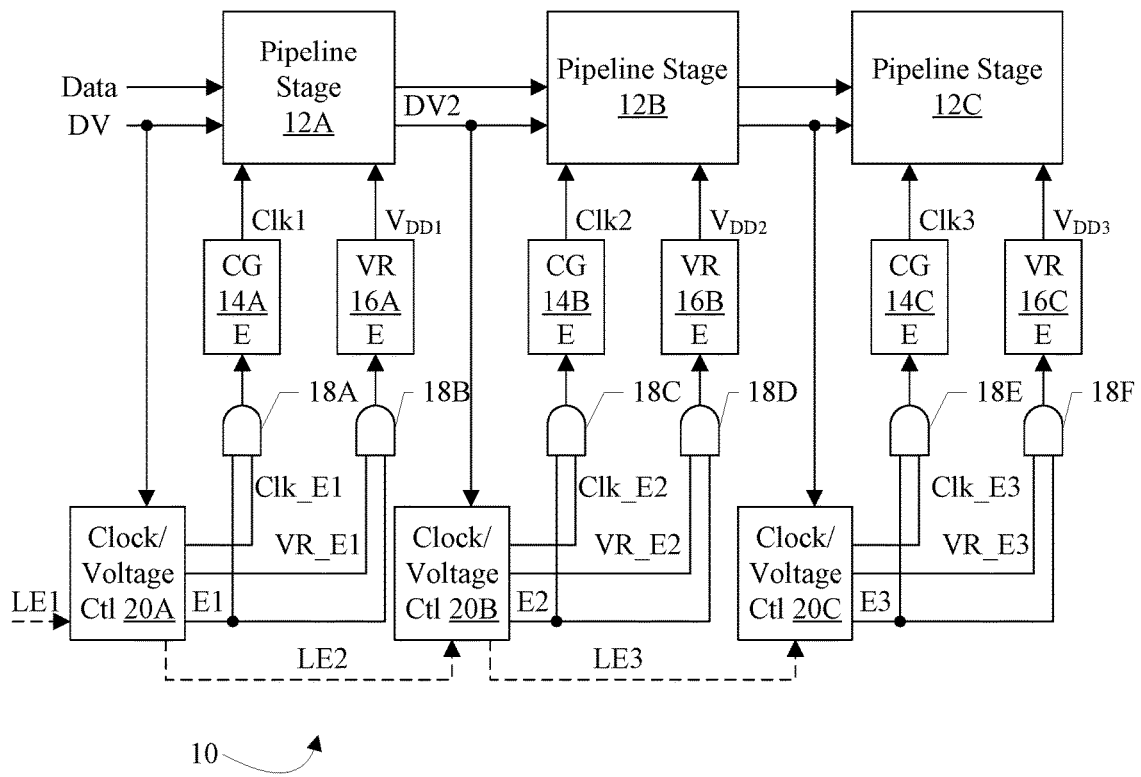 Pipeline
Stage
12A
Pipeline Stage
12B
Pipeline Stage
12C
Data
DV
DV2
Clk1
VDD1
Clk2
VDD2
Clk3
VDD3
CG
14A
E
VR
16A
E
CG
14B
E
VR
16B
E
CG
14C
E
VR
16C
E
18A
18B
18C
18D
18E
18F
Clk_E1
Clk_E2
Clk_E3
VR_E1
VR_E2
VR_E3
Clock/
Voltage
Ctl 20A
Clock/
Voltage
Ctl 20B
Clock/
Voltage
Ctl 20C
LE1
E1
E2
E3
LE2
LE3
10